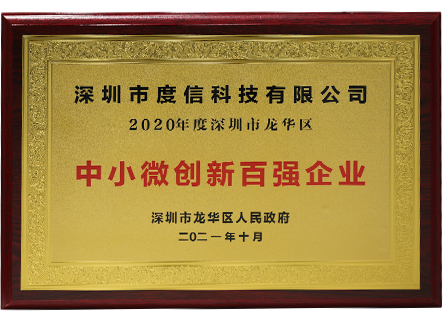 深圳市度信科技有限公司
2020年度深圳市龙华区
中小微创新百强企业
深圳市龙华区人民政府
二〇二一年十月